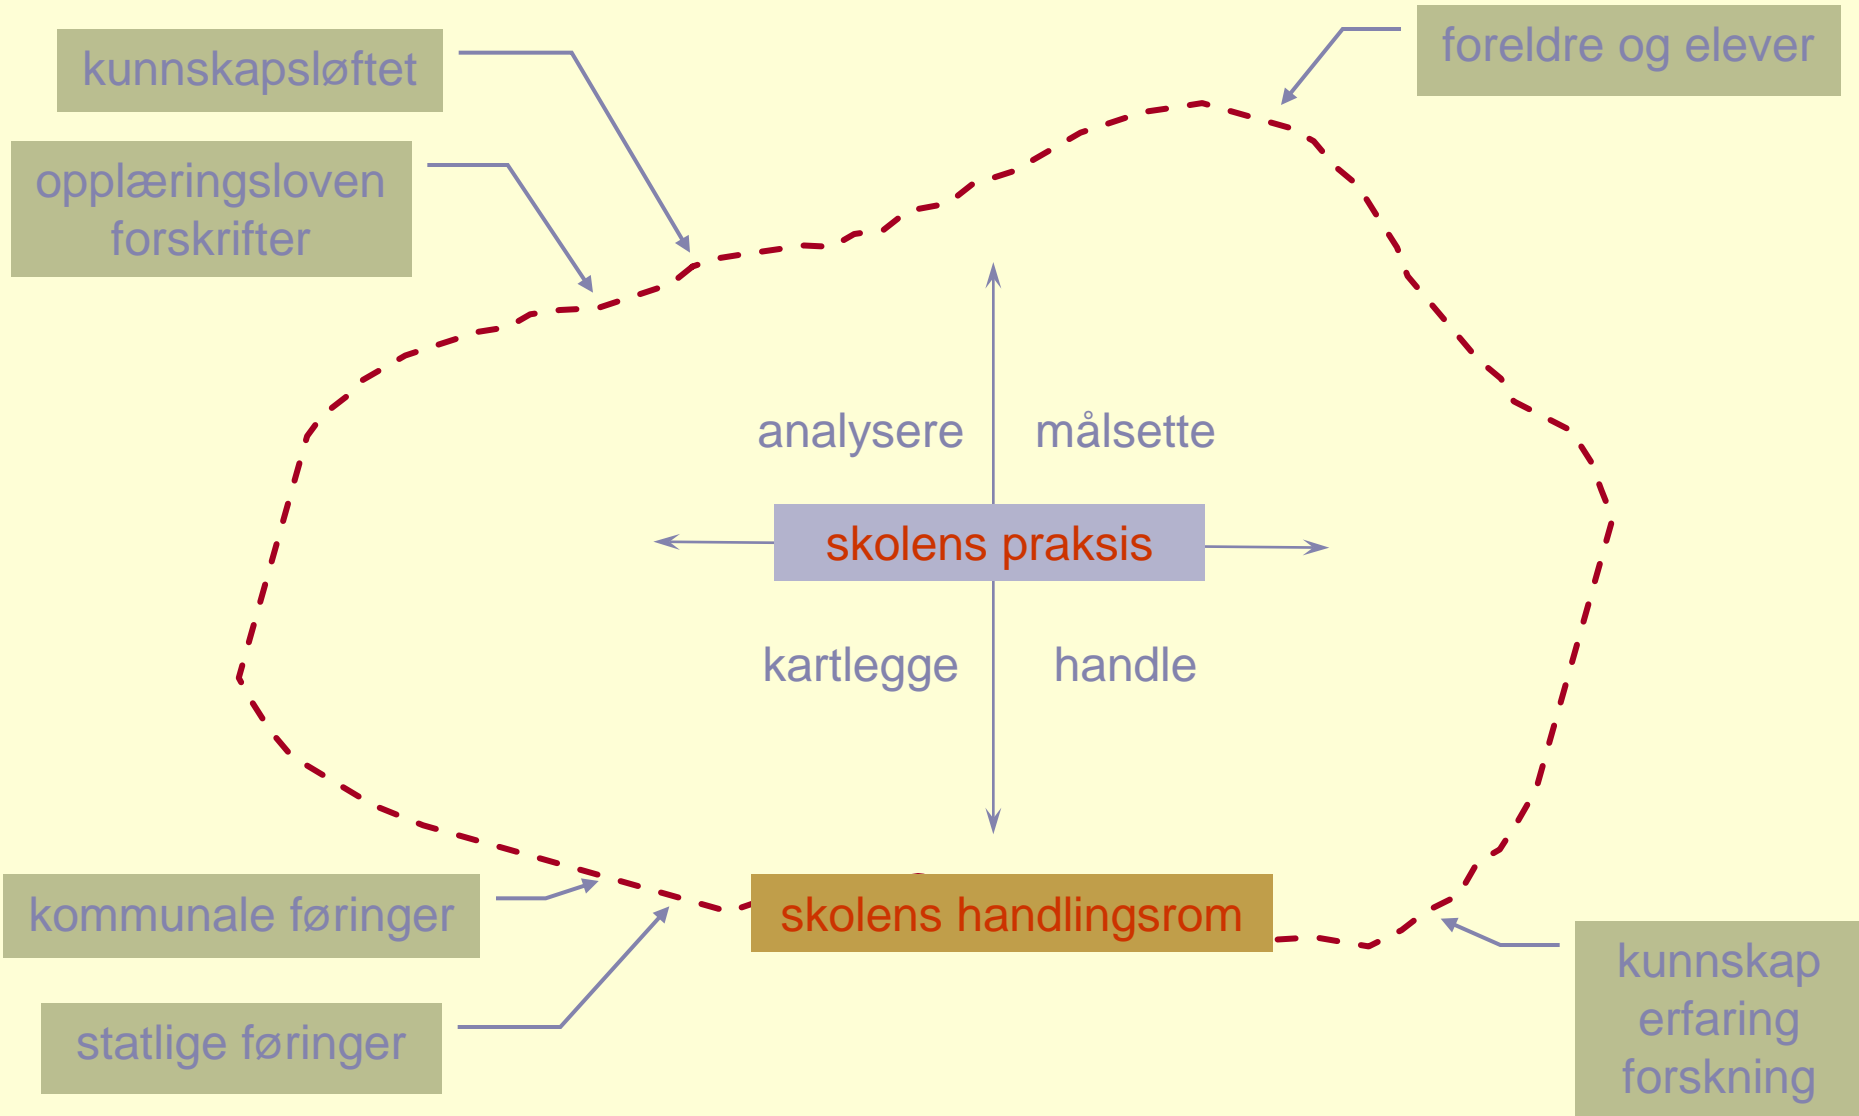 kunnskapsløftet
foreldre og elever
opplæringsloven
forskrifter
analysere
målsette
skolens praksis
kartlegge
handle
kommunale føringer
skolens handlingsrom
statlige føringer
kunnskap
erfaring
forskning